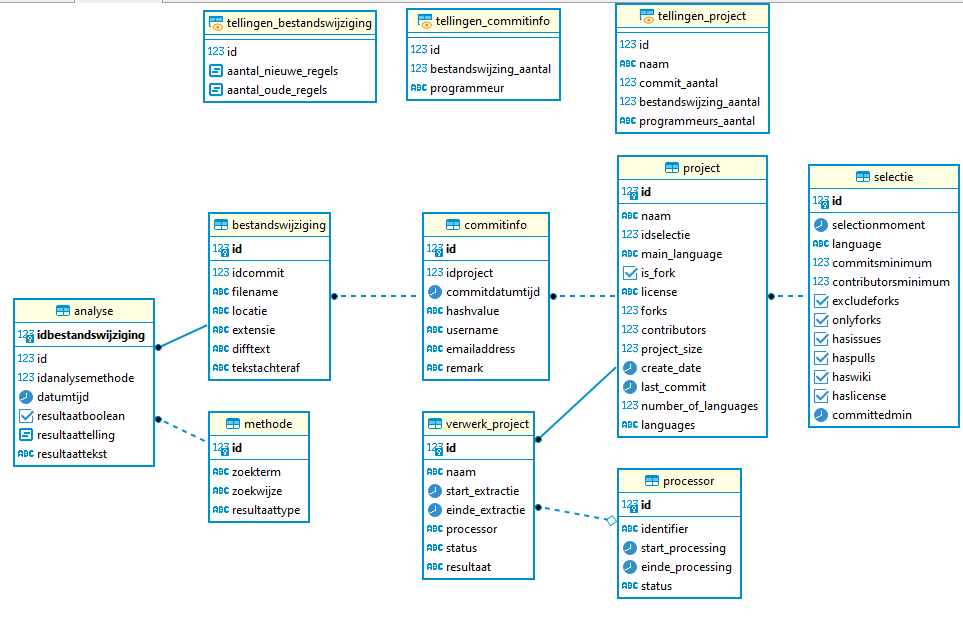 tellingen_bestandswijziging
123 id
aantal_nieuwe_regels
aantal_oude_regels
tellingen_commitinfo
123 id
123 bestandswijzing_aantal
ABC programmeur
tellingen_project
123 id
ABC naam
123 commit_aantal
123 bestandswijzing_aantal
ABC programmeurs_aantal
project
123 id
ABC naam
123 idselectie
ABC main_language
is_fork
ABC license
123 forks
123 contributors
123 project_size
create_date
last_commit
123 number_of_languages
ABC languages
selectie
123 id
selectionmoment
ABC language
123 commitsminimum
123 contributorsminimum
excludeforks
onlyforks
hasissues
haspulls
haswiki
haslicense
committedmin
bestandswijziging
123 id
123 idcommit
ABC filename
ABC locatie
ABC extensie
ABC difftext
ABC tekstachteraf
commitinfo
123 id
123 idproject
commitdatumtijd
ABC hashvalue
ABC username
ABC emailaddress
ABC remark
analyse
123 idbestandswijziging
123 id
123 idanalysemethode
datumtijd
resultaatboolean
resultaattelling
ABC resultaattekst
methode
123 id
ABC zoekterm
ABC zoekwijze
ABC resultaattype
verwerk_project
123 id
ABC naam
start_extractie
einde_extractie
ABC processor
ABC status
ABC resultaat
processor
123 id
ABC identifier
start_processing
einde_processing
ABC status